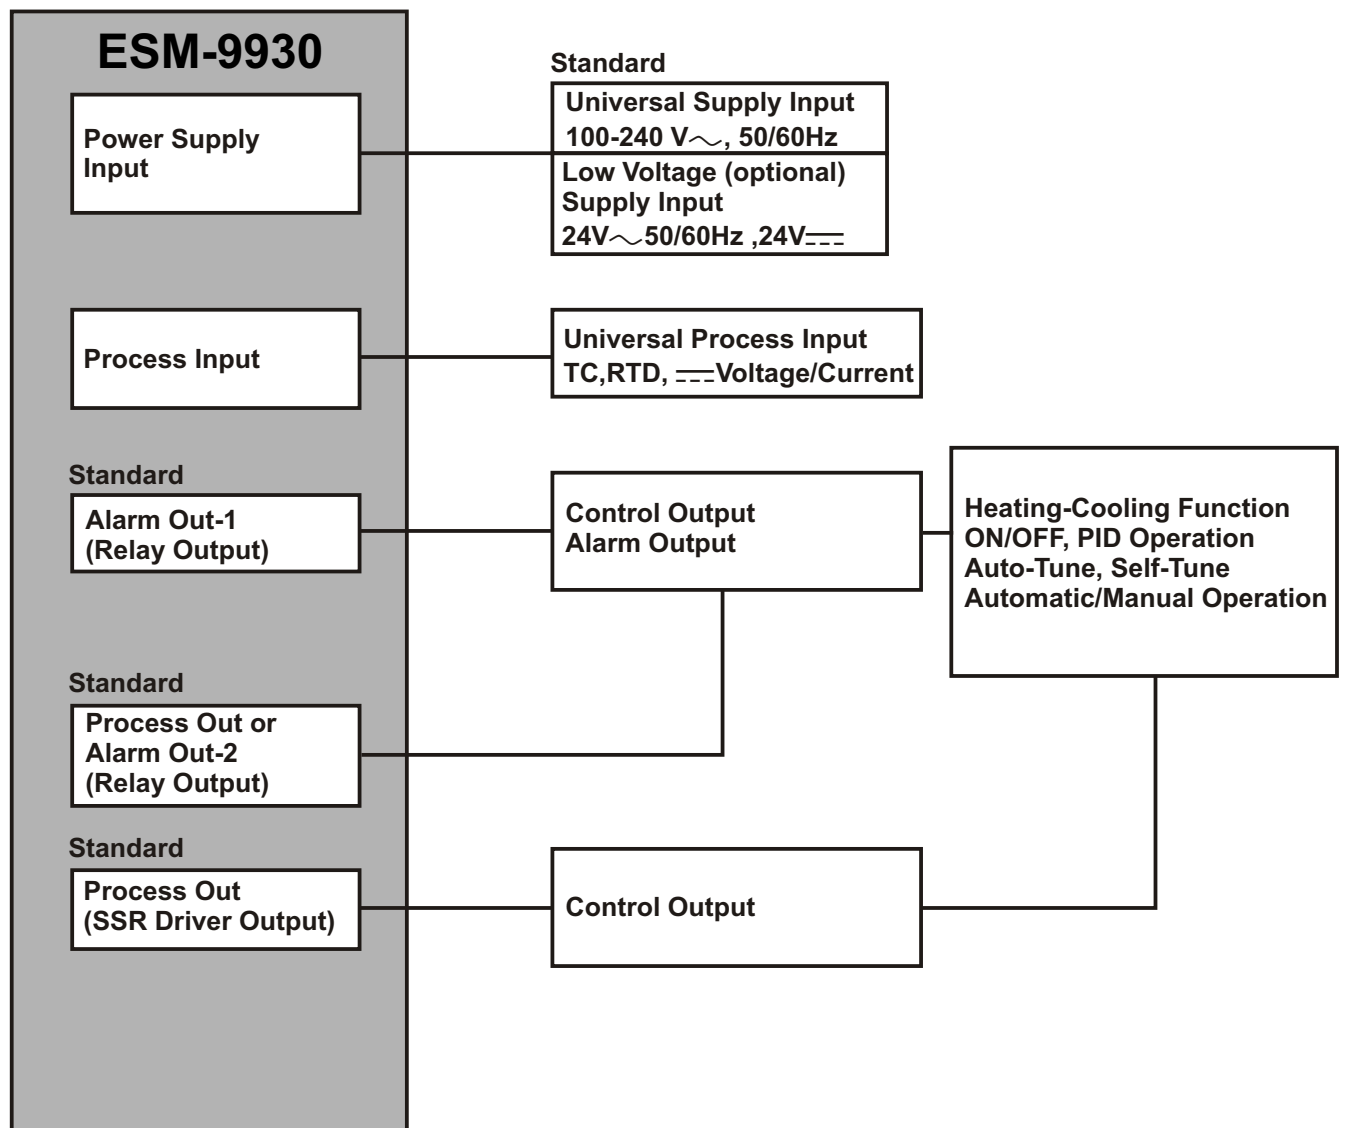 ESM-9930
Power Supply
Input
Standard
Universal Supply Input
100-240 V～, 50/60Hz
Low Voltage (optional)
Supply Input
24V～50/60Hz ,24V⎓
Process Input
Universal Process Input
TC,RTD, ⎓Voltage/Current
Standard
Alarm Out-1
(Relay Output)
Control Output
Alarm Output
Heating-Cooling Function
ON/OFF, PID Operation
Auto-Tune, Self-Tune
Automatic/Manual Operation
Standard
Process Out or
Alarm Out-2
(Relay Output)
Standard
Process Out
(SSR Driver Output)
Control Output